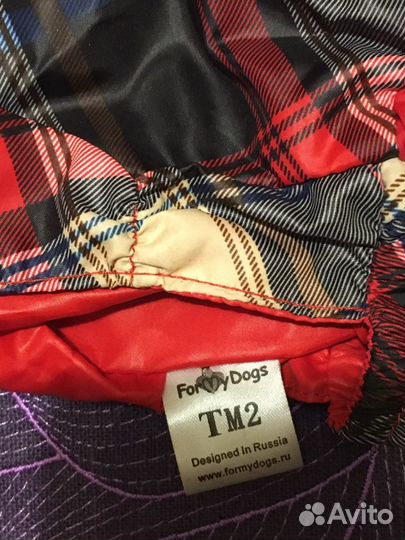 ForMyDogs
TM2
Designed In Russia
www.formydogs.ru
Avito